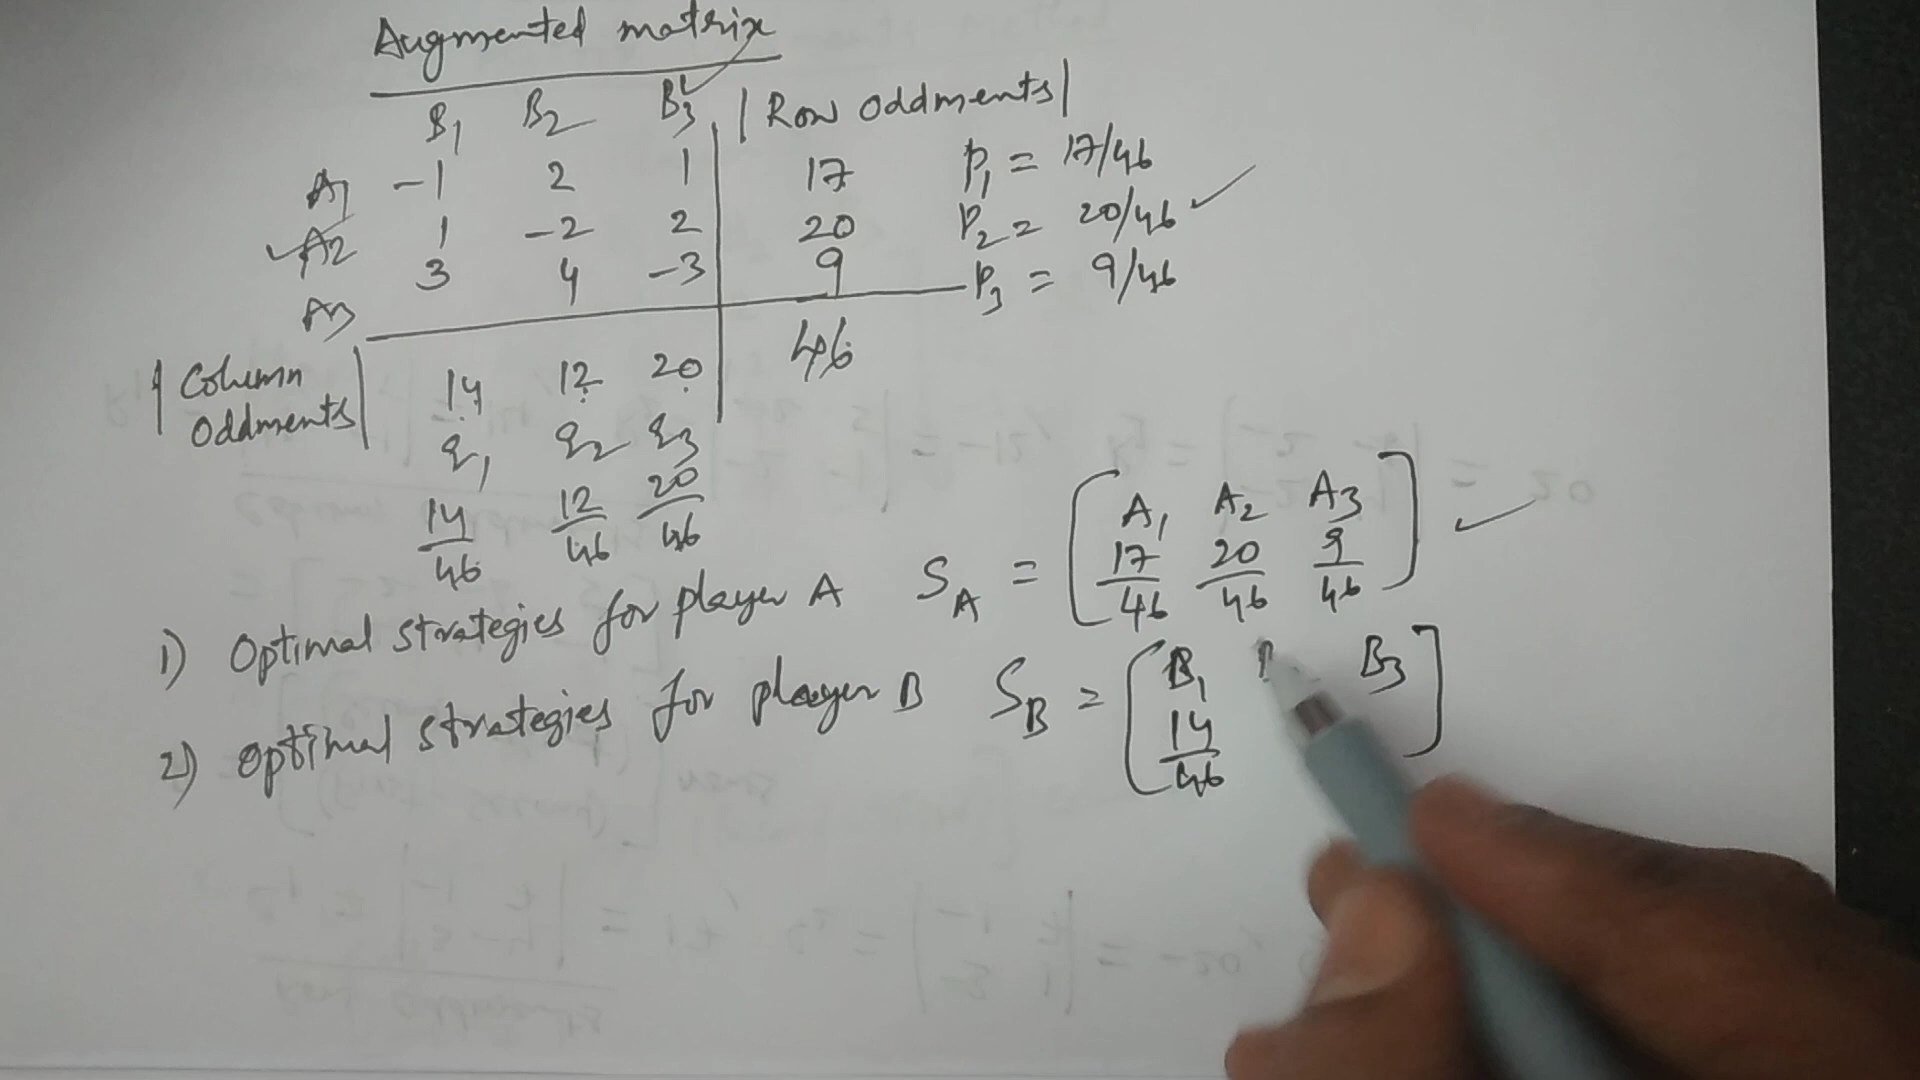 Augmented matrix
B1 B2 B3 | Row oddments |
A1 -1 2 1 17 P1 = 17/46
A2 1 -2 2 20 P2 = 20/46
A3 3 4 -3 9 P3 = 9/46
| Column oddments | 14 12 20 46
q1 q2 q3
14/46 12/46 20/46
1) Optimal strategies for player A SA = [ A1 A2 A3
17/46 20/46 9/46 ]
2) optimal strategies for player B SB = [ B1 B3
14/46 ]